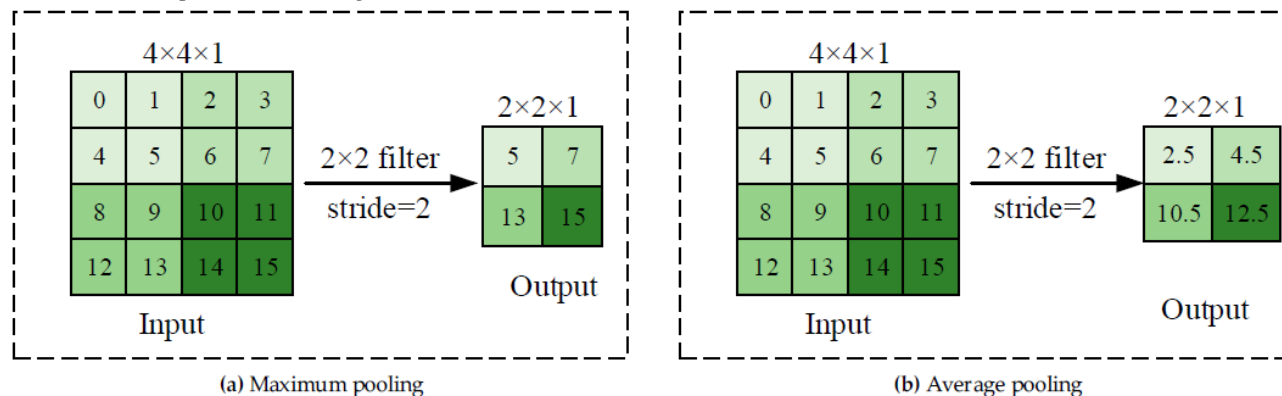 4×4×1
0 1 2 3
4 5 6 7
8 9 10 11
12 13 14 15
Input
2×2 filter
stride=2
2×2×1
5 7
13 15
Output
(a) Maximum pooling
4×4×1
0 1 2 3
4 5 6 7
8 9 10 11
12 13 14 15
Input
2×2 filter
stride=2
2×2×1
2.5 4.5
10.5 12.5
Output
(b) Average pooling